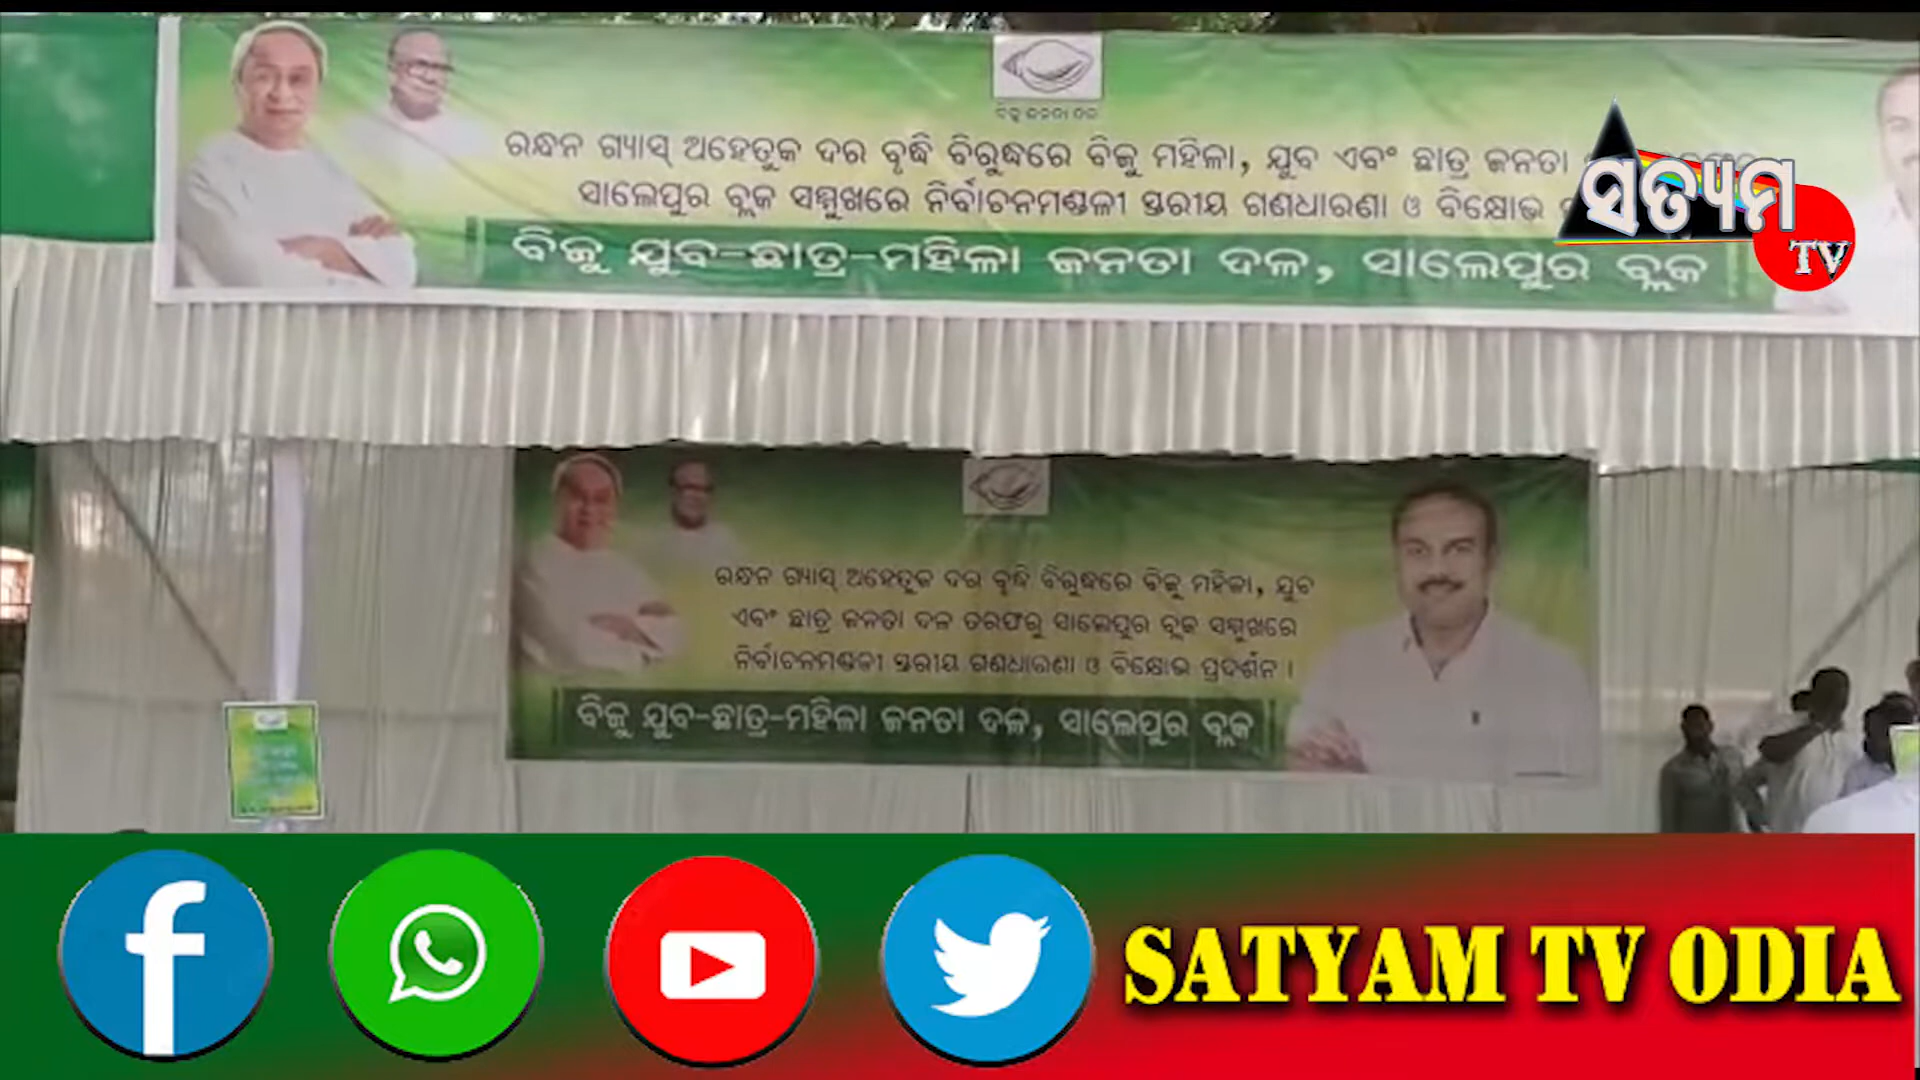 ବିଜୁ ଜନତା ଦଳ
ରନ୍ଧନ ଗ୍ୟାସ୍ ଅହେତୁକ ଦର ବୃଦ୍ଧି ବିରୁଦ୍ଧରେ ବିଜୁ ମହିଳା, ଯୁବ ଏବଂ ଛାତ୍ର ଜନତା
ସାଲେପୁର ବ୍ଲକ ସମ୍ମୁଖରେ ନିର୍ବାଚନମଣ୍ଡଳୀ ସ୍ତରୀୟ ଗଣଧାରଣା ଓ ବିକ୍ଷୋଭ
ବିଜୁ ଯୁବ-ଛାତ୍ର-ମହିଳା ଜନତା ଦଳ, ସାଲେପୁର ବ୍ଲକ
ସତ୍ୟମ
TV
ରନ୍ଧନ ଗ୍ୟାସ୍ ଅହେତୁକ ଦର ବୃଦ୍ଧି ବିରୁଦ୍ଧରେ ବିଜୁ ମହିଳା, ଯୁବ
ଏବଂ ଛାତ୍ର ଜନତା ଦଳ ତରଫରୁ ସାଲେପୁର ବ୍ଲକ ସମ୍ମୁଖରେ
ନିର୍ବାଚନମଣ୍ଡଳୀ ସ୍ତରୀୟ ଗଣଧାରଣା ଓ ବିକ୍ଷୋଭ ପ୍ରଦର୍ଶନ ।
ବିଜୁ ଯୁବ-ଛାତ୍ର-ମହିଳା ଜନତା ଦଳ, ସାଲେପୁର ବ୍ଲକ
SATYAM TV ODIA